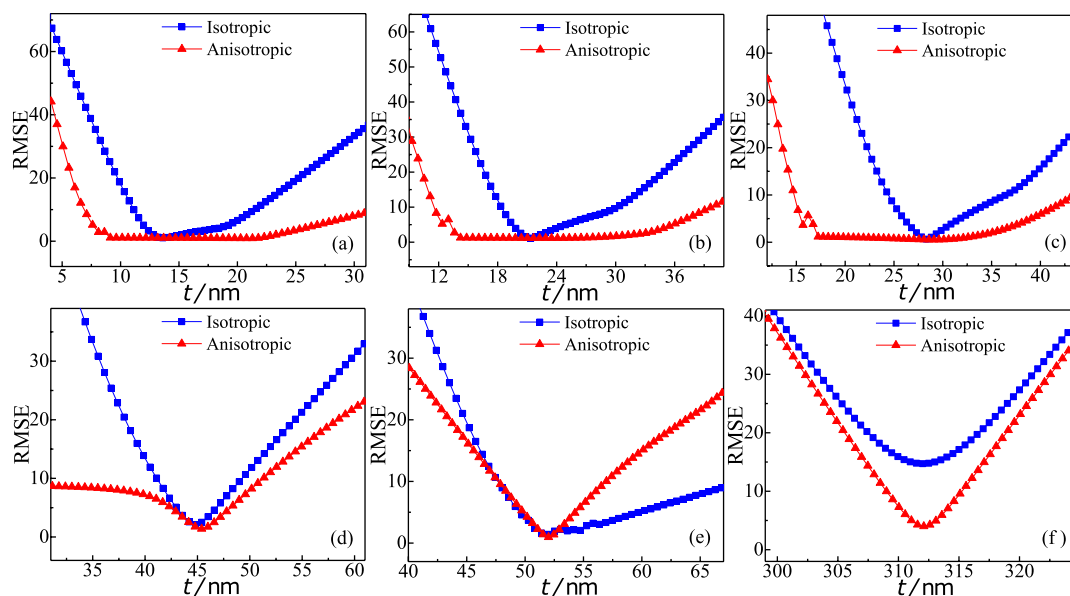 RMSE
60
40
20
0
Isotropic
Anisotropic
(a)
5 10 15 20 25 30
t/nm
RMSE
60
50
40
30
20
10
0
Isotropic
Anisotropic
(b)
12 18 24 30 36
t/nm
RMSE
40
30
20
10
0
Isotropic
Anisotropic
(c)
15 20 25 30 35 40
t/nm
RMSE
30
20
10
0
Isotropic
Anisotropic
(d)
35 40 45 50 55 60
t/nm
RMSE
30
20
10
0
Isotropic
Anisotropic
(e)
40 45 50 55 60 65
t/nm
RMSE
40
30
20
10
0
Isotropic
Anisotropic
(f)
300 305 310 315 320
t/nm